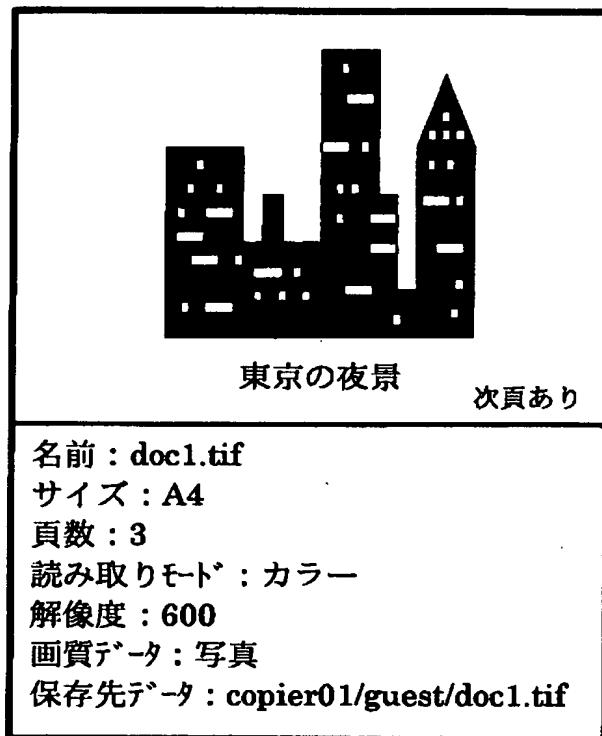 東京の夜景
次頁あり
名前：doc1.tif
サイズ：A4
頁数：3
読み取りﾓｰﾄﾞ：カラー
解像度：600
画質ﾃﾞｰﾀ：写真
保存先ﾃﾞｰﾀ：copier01/guest/doc1.tif